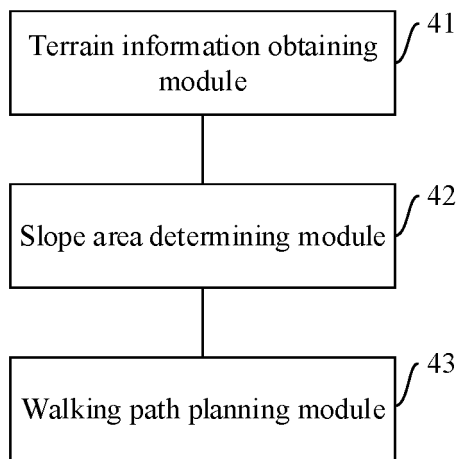 Terrain information obtaining
module
41
Slope area determining module
42
Walking path planning module
43